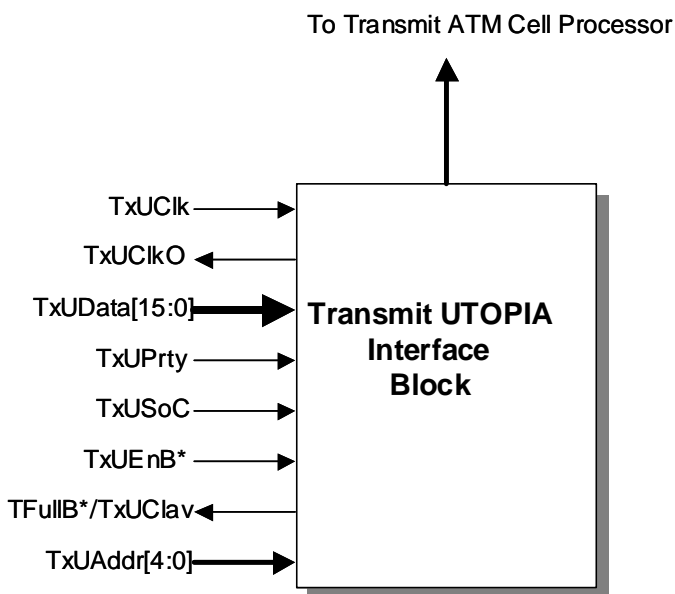 To Transmit ATM Cell Processor
TxUClk
TxUClkO
TxUData[15:0]
Transmit UTOPIA
Interface
Block
TxUPrty
TxUSoC
TxUEnB*
TFullB*/TxUClav
TxUAddr[4:0]